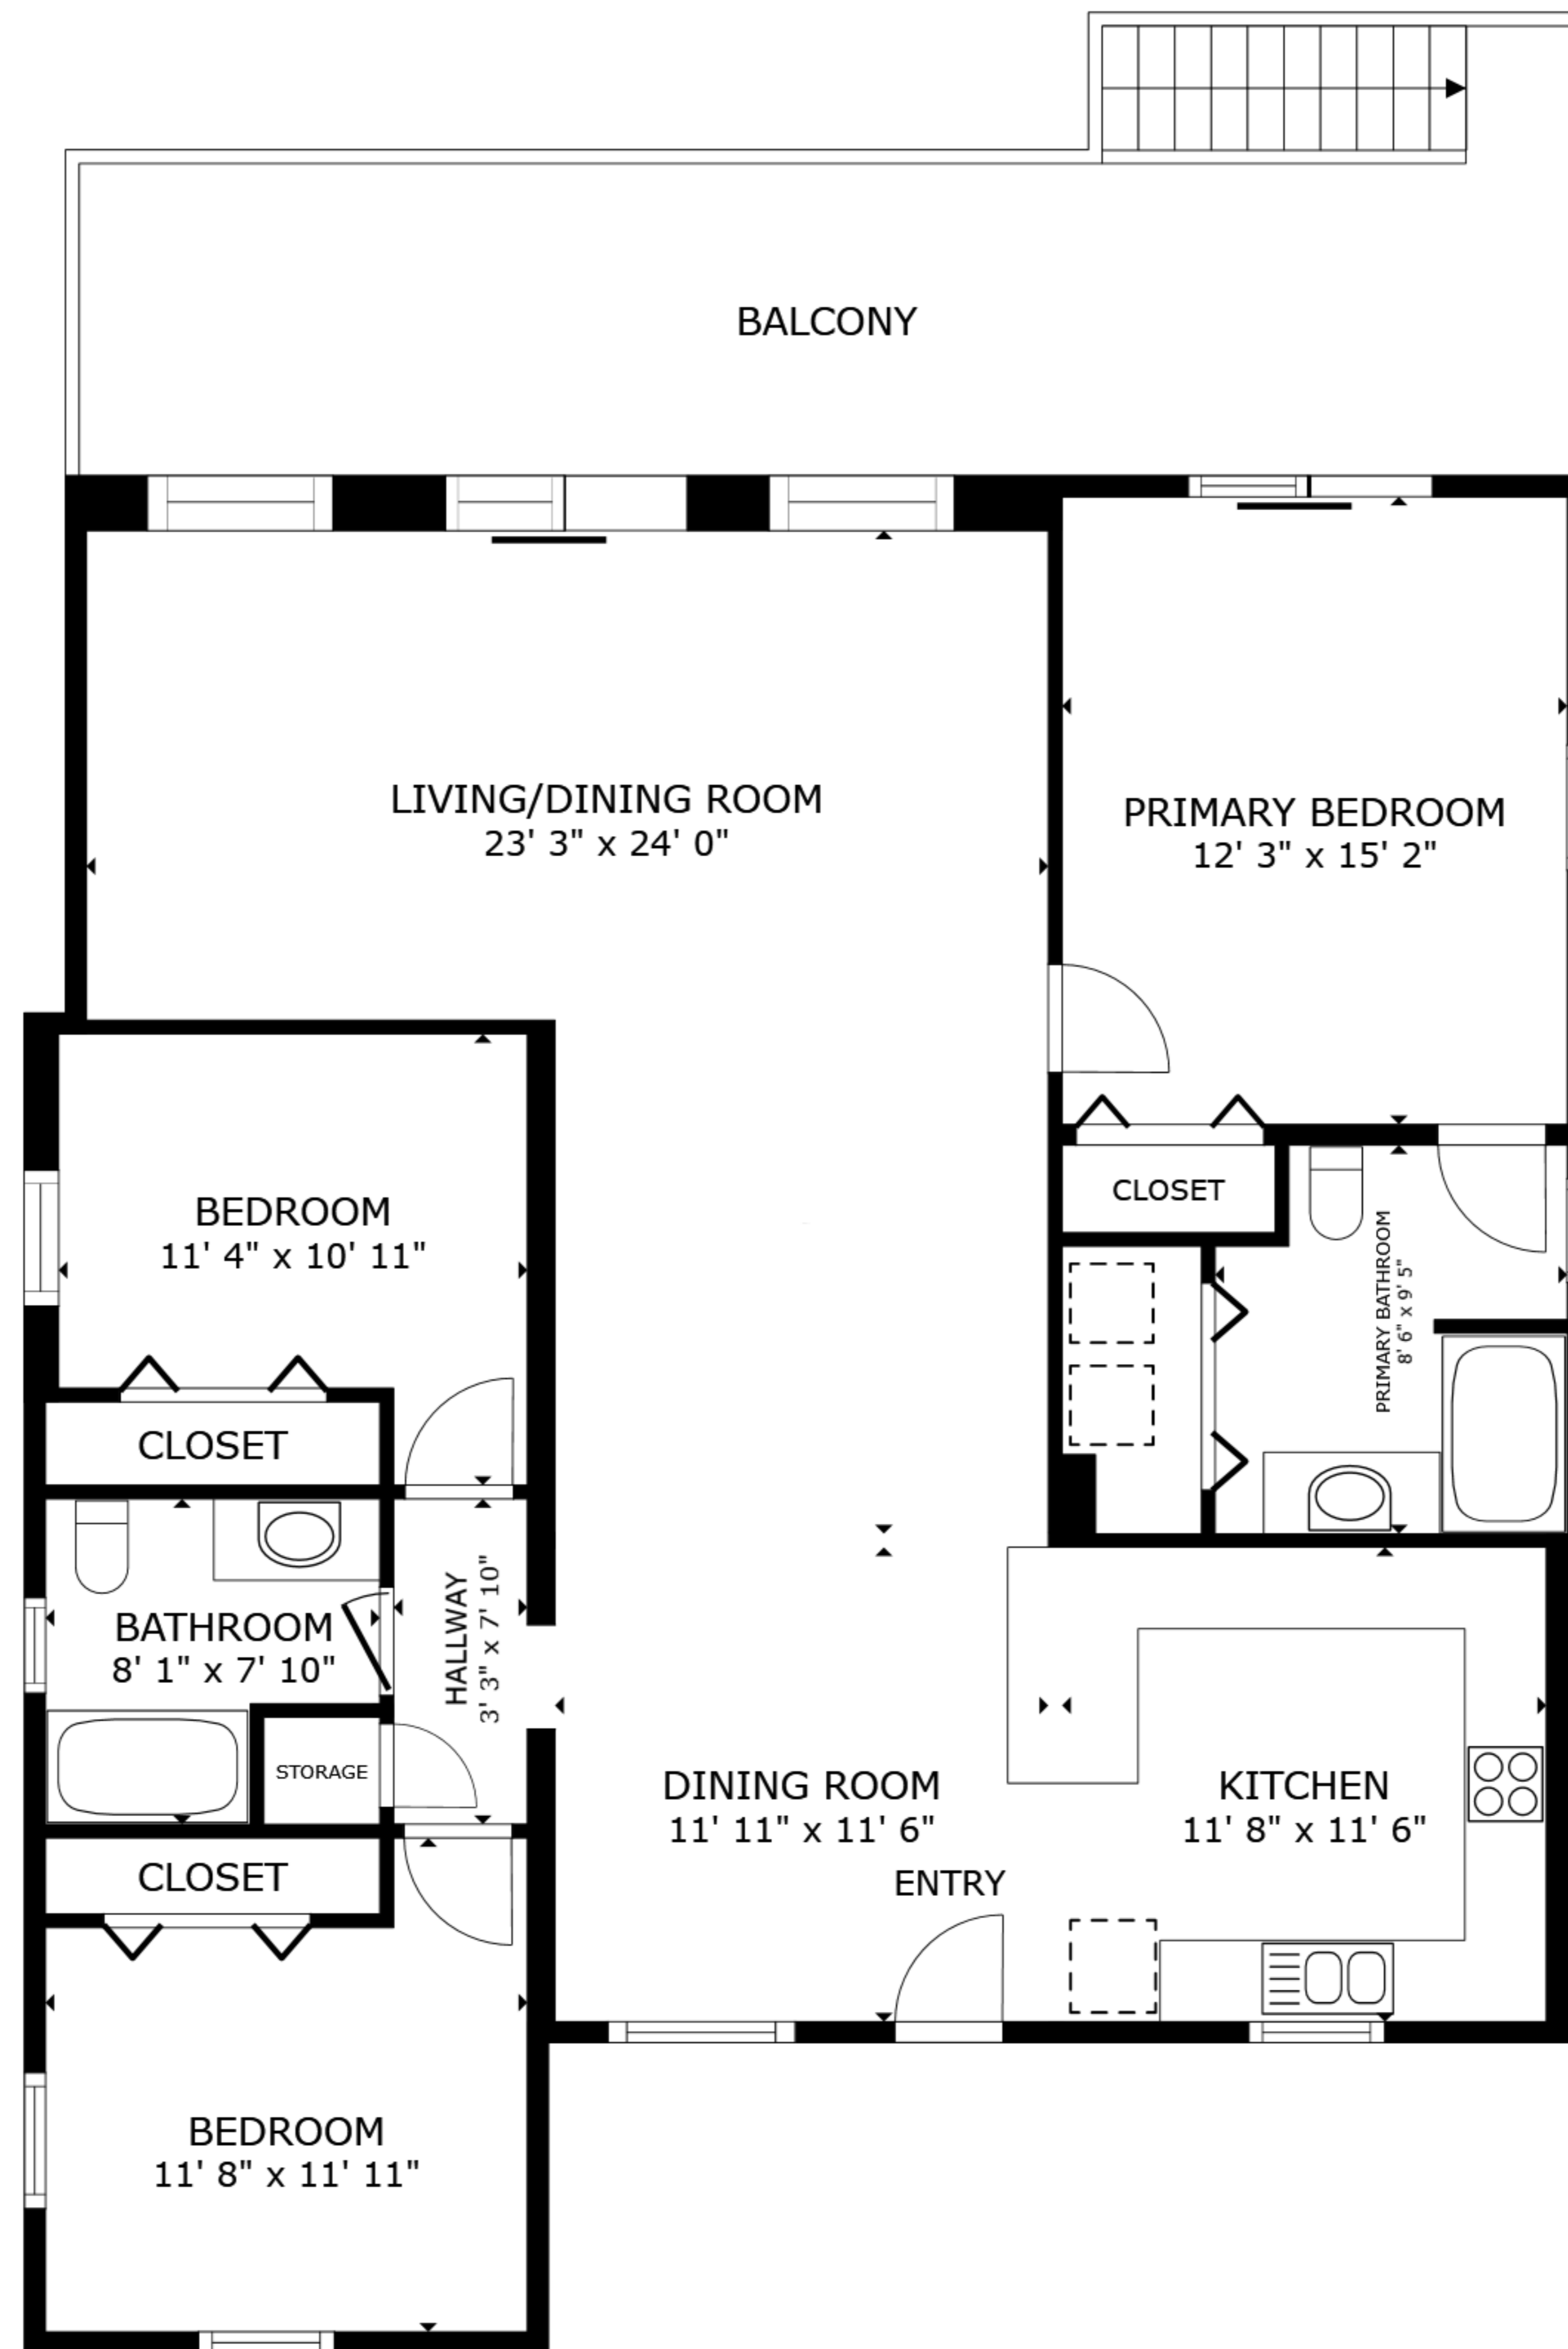 BALCONY
LIVING/DINING ROOM
23' 3" x 24' 0"
PRIMARY BEDROOM
12' 3" x 15' 2"
BEDROOM
11' 4" x 10' 11"
CLOSET
PRIMARY BATHROOM
8' 6" x 9' 5"
CLOSET
BATHROOM
8' 1" x 7' 10"
HALLWAY
3' 3" x 7' 10"
STORAGE
DINING ROOM
11' 11" x 11' 6"
KITCHEN
11' 8" x 11' 6"
ENTRY
CLOSET
BEDROOM
11' 8" x 11' 11"